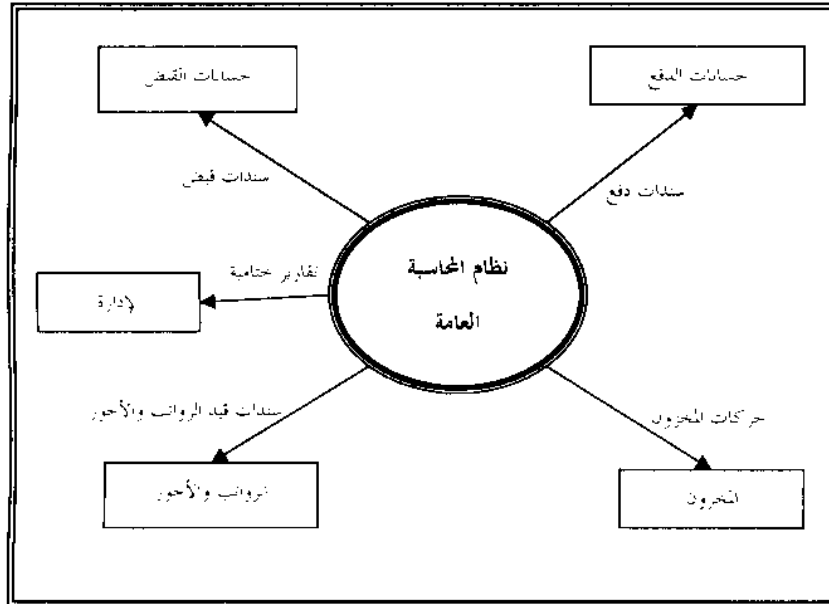 حسابات الدفع
حسابات القبض
سندات دفع
سندات قبض
نظام المحاسبة
العامة
تقارير ختامية
الإدارة
سندات قيد الرواتب والأجور
حركات المخزون
الرواتب والأجور
المخزون